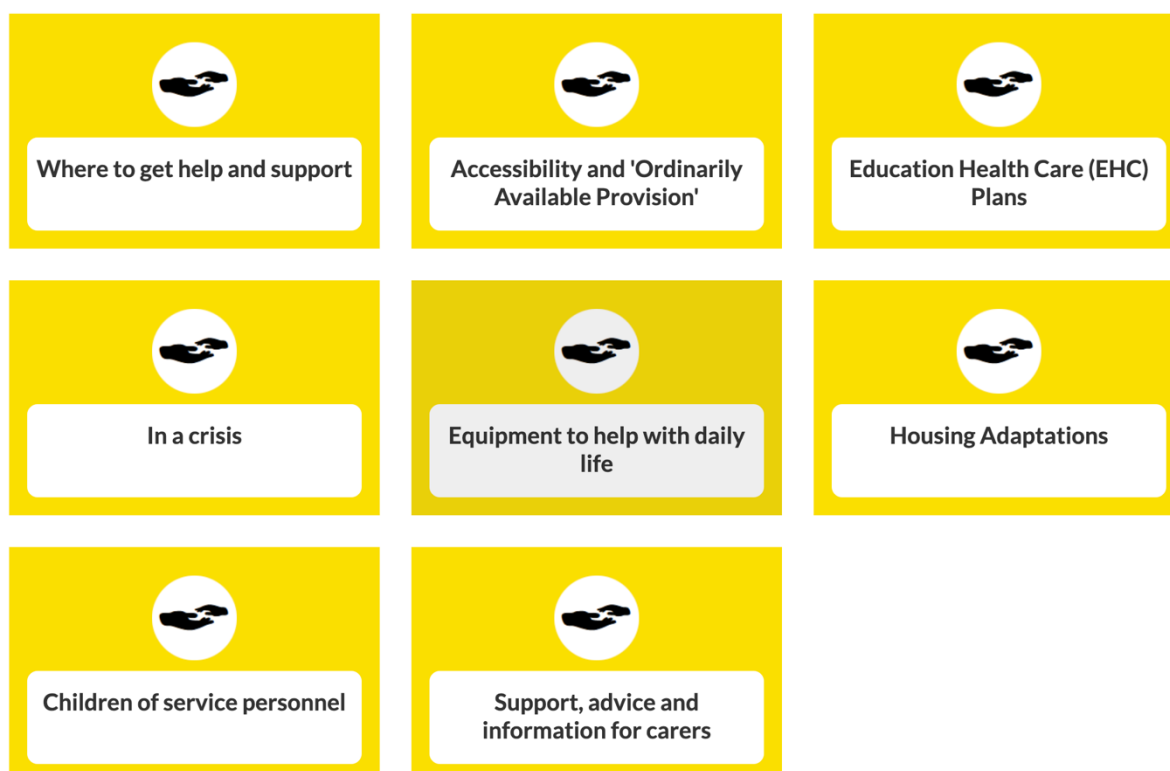 Where to get help and support
Accessibility and 'Ordinarily
Available Provision'
Education Health Care (EHC)
Plans
In a crisis
Equipment to help with daily
life
Housing Adaptations
Children of service personnel
Support, advice and
information for carers